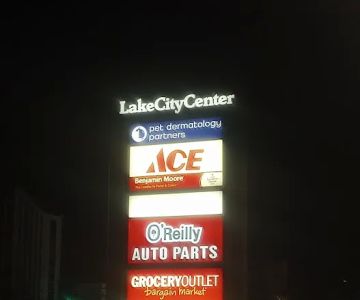 LakeCityCenter
pet dermatology
partners
ACE
Benjamin Moore
O'Reilly
AUTO PARTS
GROCERY OUTLET
bargain market